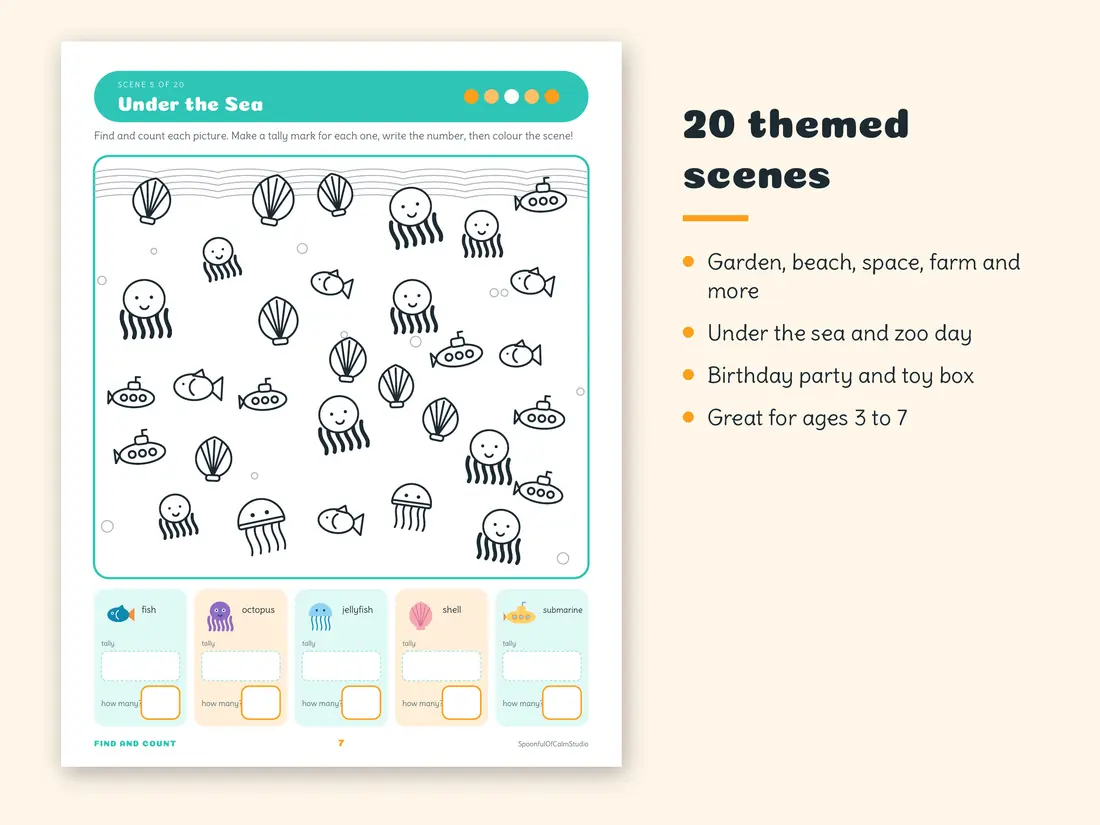 SCENE 5 OF 20
Under the Sea
Find and count each picture. Make a tally mark for each one, write the number, then colour the scene!
fish
octopus
jellyfish
shell
submarine
tally
tally
tally
tally
tally
how many?
how many?
how many?
how many?
how many?
FIND AND COUNT
7
SpoonfulOfCalmStudio
20 themed
scenes
Garden, beach, space, farm and
more
Under the sea and zoo day
Birthday party and toy box
Great for ages 3 to 7